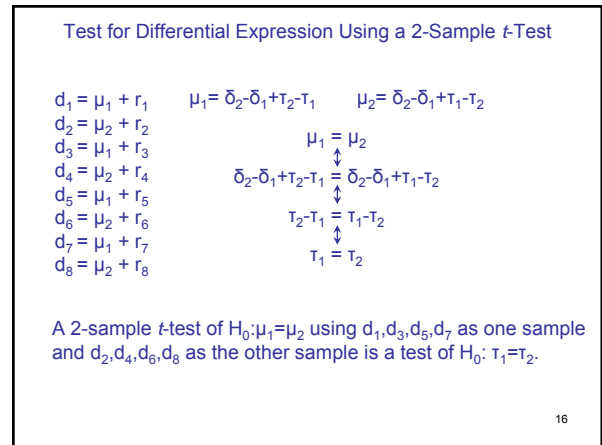 Test for Differential Expression Using a 2-Sample t-Test
d₁ = μ₁ + r₁
d₂ = μ₂ + r₂
d₃ = μ₁ + r₃
d₄ = μ₂ + r₄
d₅ = μ₁ + r₅
d₆ = μ₂ + r₆
d₇ = μ₁ + r₇
d₈ = μ₂ + r₈
μ₁= δ₂-δ₁+τ₂-τ₁ μ₂= δ₂-δ₁+τ₁-τ₂
μ₁ = μ₂
↕
δ₂-δ₁+τ₂-τ₁ = δ₂-δ₁+τ₁-τ₂
↕
τ₂-τ₁ = τ₁-τ₂
↕
τ₁ = τ₂
A 2-sample t-test of H₀:μ₁=μ₂ using d₁,d₃,d₅,d₇ as one sample
and d₂,d₄,d₆,d₈ as the other sample is a test of H₀: τ₁=τ₂.
16